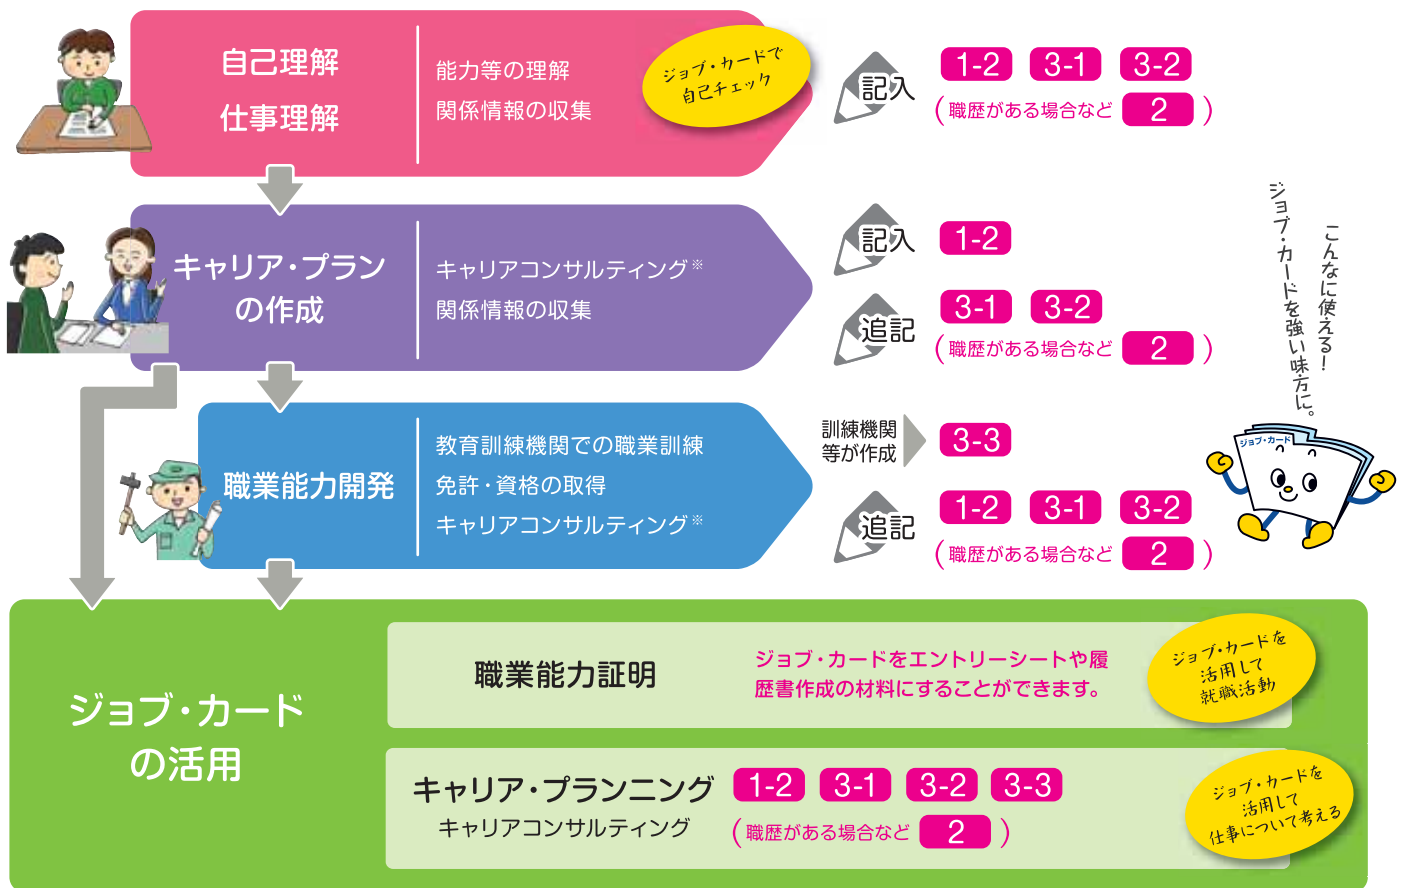 自己理解
仕事理解
能力等の理解
関係情報の収集
ジョブ・カードで
自己チェック
記入
1-2 3-1 3-2
(職歴がある場合など 2 )
キャリア・プラン
の作成
キャリアコンサルティング※
関係情報の収集
記入
1-2
追記
3-1 3-2
(職歴がある場合など 2 )
こんなに使える!
ジョブ・カードを強い味方に。
ジョブ・カード
職業能力開発
教育訓練機関での職業訓練
免許・資格の取得
キャリアコンサルティング※
訓練機関
等が作成
3-3
追記
1-2 3-1 3-2
(職歴がある場合など 2 )
ジョブ・カード
の活用
職業能力証明
ジョブ・カードをエントリーシートや履
歴書作成の材料にすることができます。
ジョブ・カードを
活用して
就職活動
キャリア・プランニング
キャリアコンサルティング
1-2 3-1 3-2 3-3
(職歴がある場合など 2 )
ジョブ・カードを
活用して
仕事について考える